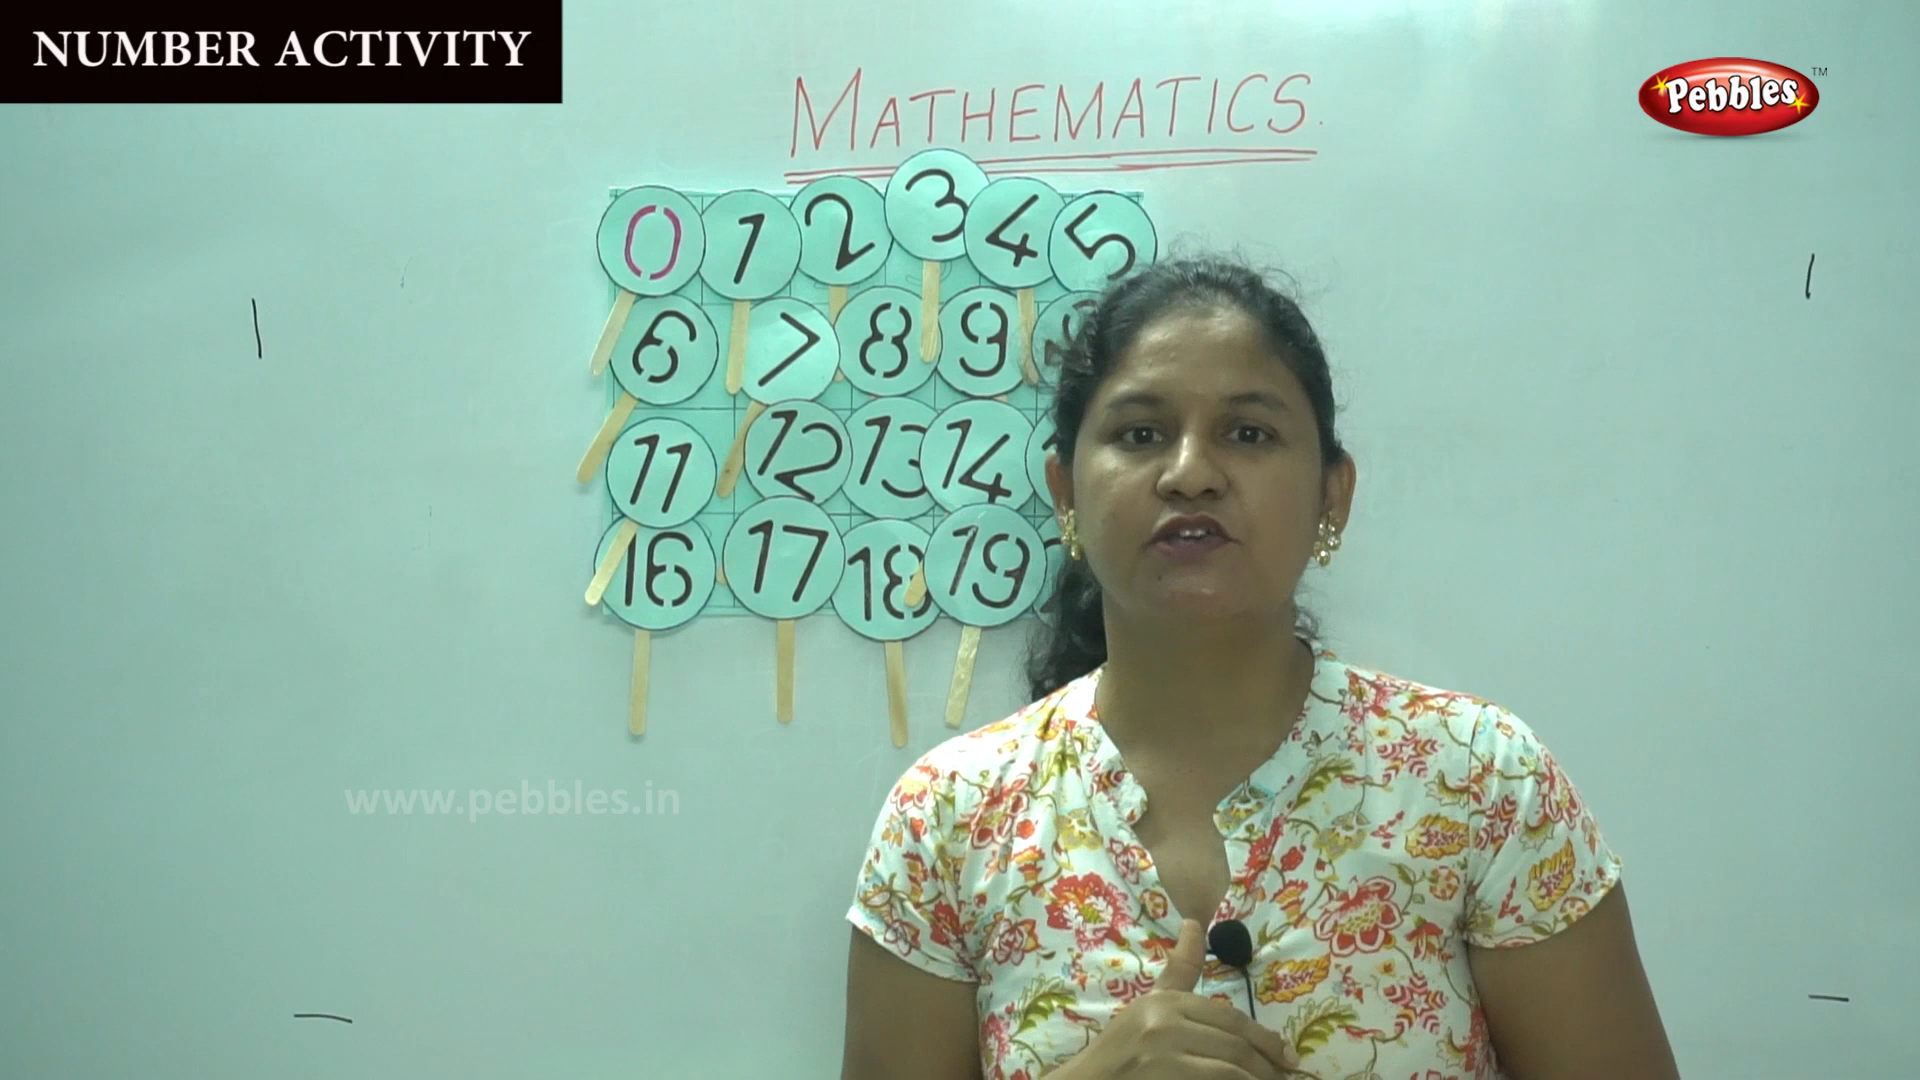 NUMBER ACTIVITY
Pebbles™
MATHEMATICS.
0 1 2 3 4 5
6 7 8 9
11 12 13 14
16 17 18 19
www.pebbles.in